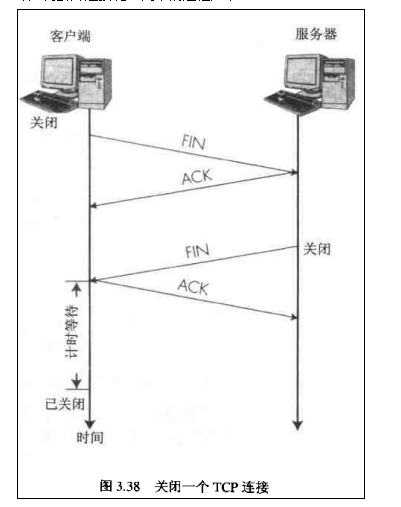 客户端
服务器
关闭
FIN
ACK
FIN
关闭
ACK
计时等待
已关闭
时间
图 3.38 关闭一个 TCP 连接